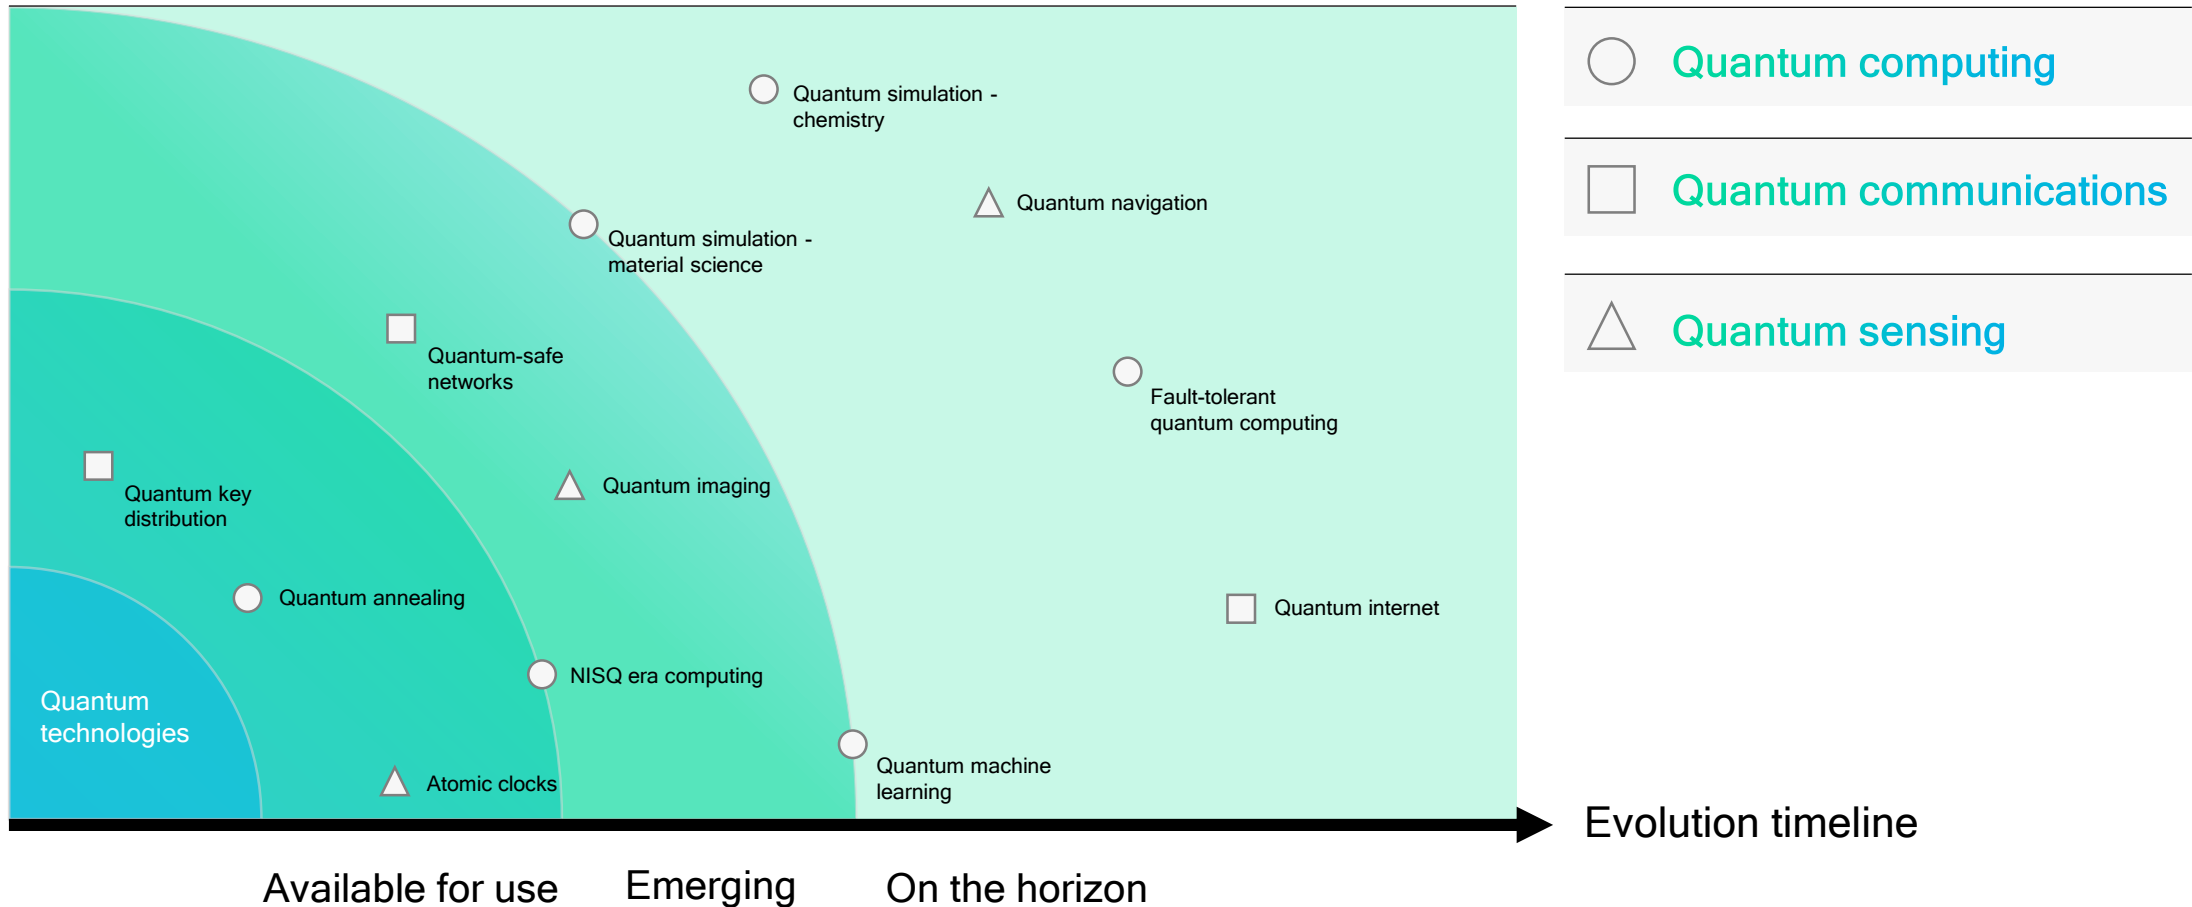 Quantum simulation -
chemistry
Quantum navigation
Quantum simulation -
material science
Quantum-safe
networks
Fault-tolerant
quantum computing
Quantum key
distribution
Quantum imaging
Quantum annealing
Quantum internet
NISQ era computing
Quantum
technologies
Quantum machine
learning
Atomic clocks
Evolution timeline
Available for use
Emerging
On the horizon
Quantum computing
Quantum communications
Quantum sensing